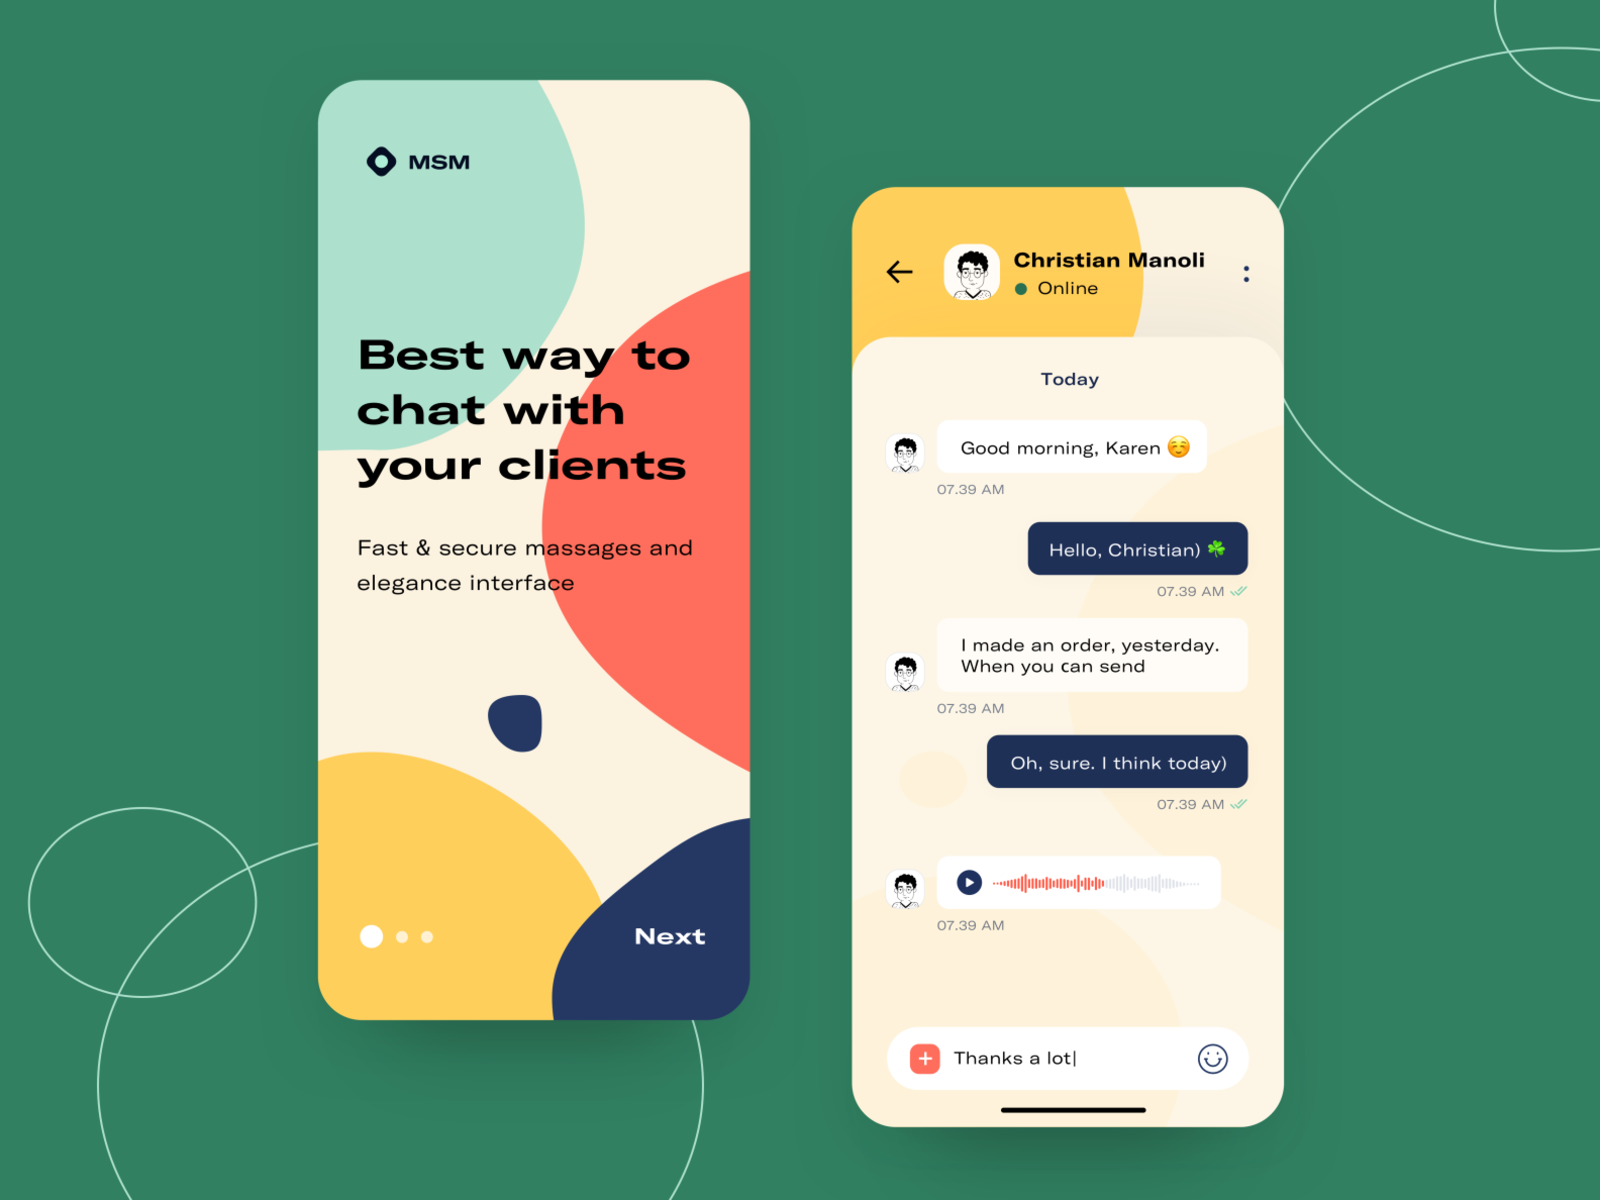 MSM
Best way to
chat with
your clients
Fast & secure massages and
elegance interface
Next
Christian Manoli
Online
Today
Good morning, Karen ☺️
07.39 AM
Hello, Christian) ☘️
07.39 AM
I made an order, yesterday.
When you can send
07.39 AM
Oh, sure. I think today)
07.39 AM
07.39 AM
Thanks a lot|